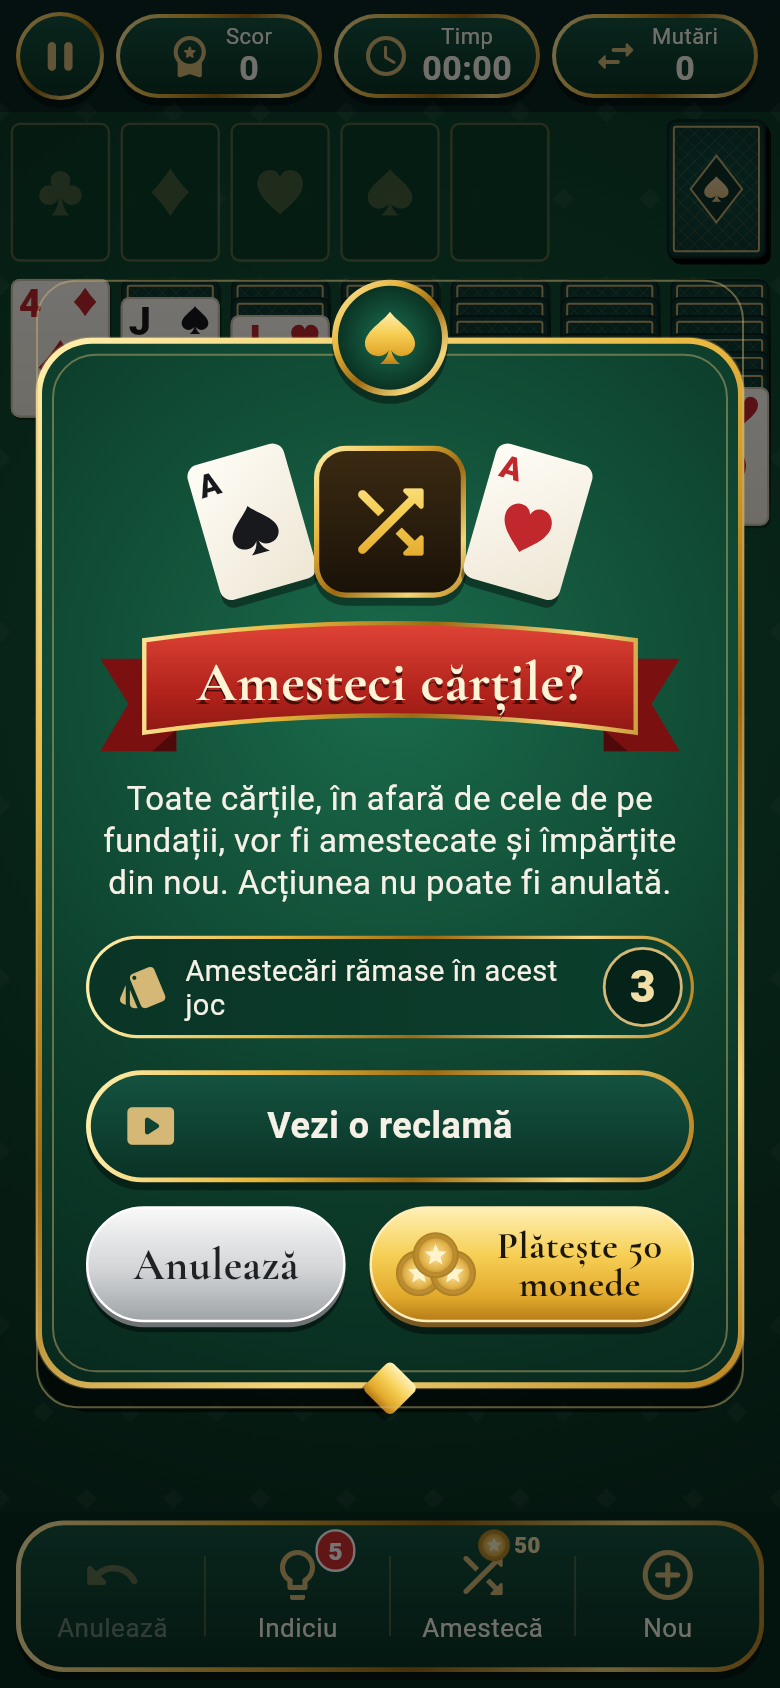 Scor
0
Timp
00:00
Mutări
0
4
J
J
A
A
Amesteci cărțile?
Toate cărțile, în afară de cele de pe
fundații, vor fi amestecate și împărțite
din nou. Acțiunea nu poate fi anulată.
Amestecări rămase în acest
joc
3
Vezi o reclamă
Anulează
Plătește 50
monede
5
50
Anulează
Indiciu
Amestecă
Nou